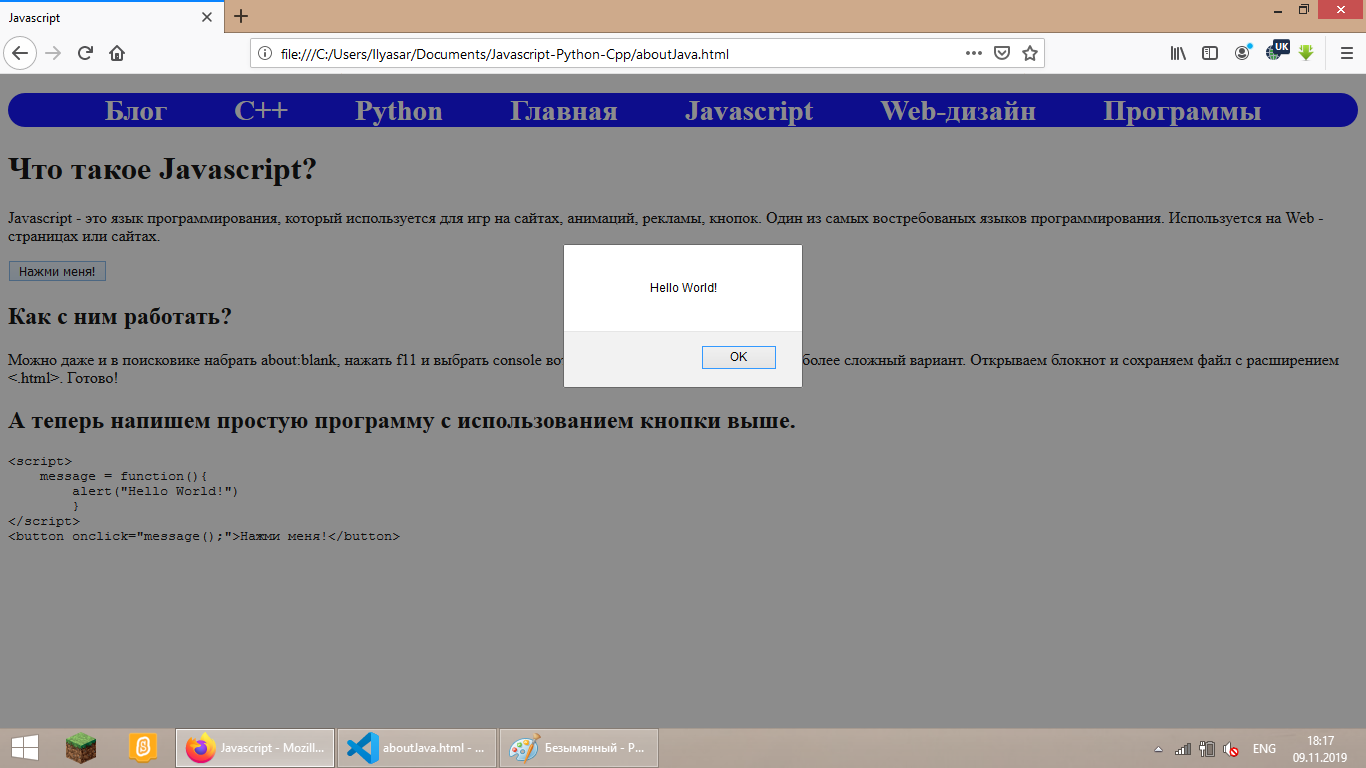 Javascript
file:///C:/Users/Ilyasar/Documents/Javascript-Python-Cpp/aboutJava.html
UK
Блог C++ Python Главная Javascript Web-дизайн Программы
Что такое Javascript?
Javascript - это язык программирования, который используется для игр на сайтах, анимаций, рекламы, кнопок. Один из самых востребованых языков программирования. Используется на Web -
страницах или сайтах.
Нажми меня!
Hello World!
OK
Как с ним работать?
Можно даже и в поисковике набрать about:blank, нажать f11 и выбрать console вот более сложный вариант. Открываем блокнот и сохраняем файл с расширением
<.html>. Готово!
А теперь напишем простую программу с использованием кнопки выше.
<script>
    message = function(){
        alert("Hello World!")
        }
</script>
<button onclick="message();">Нажми меня!</button>
Javascript - Mozill...
aboutJava.html - ...
Безымянный - P...
ENG
18:17
09.11.2019